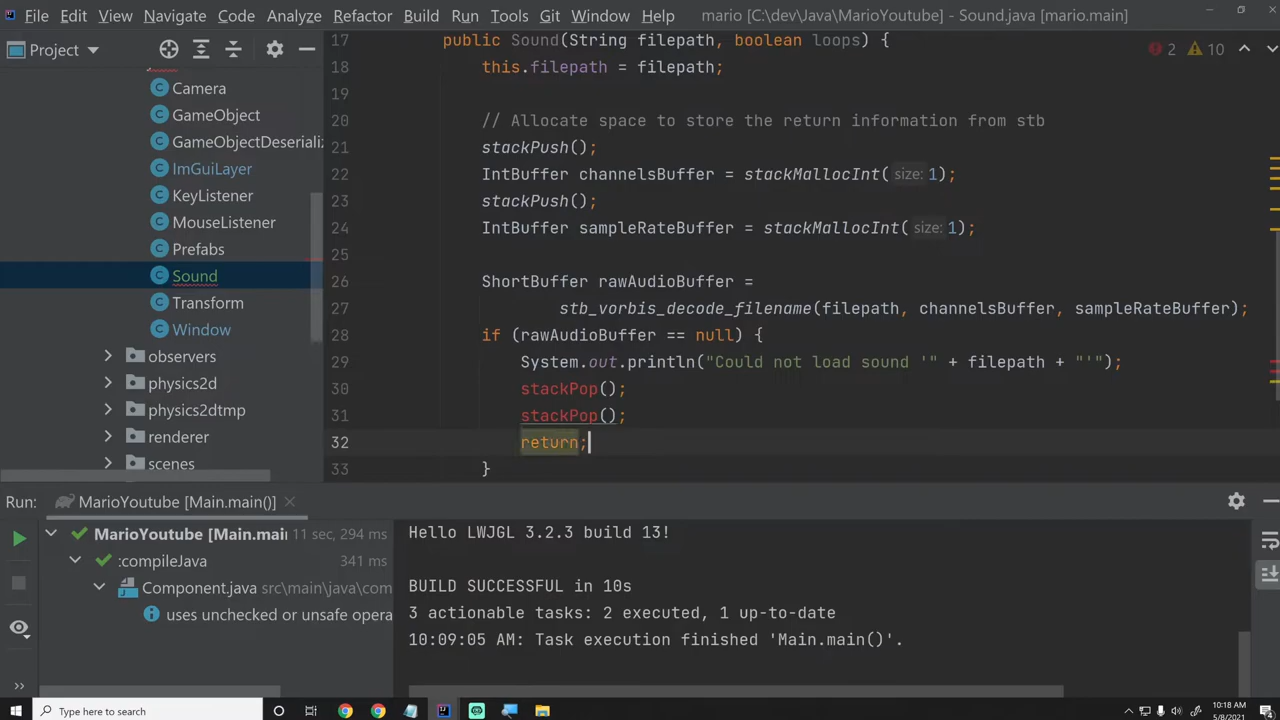 File Edit View Navigate Code Analyze Refactor Build Run Tools Git Window Help mario [C:\dev\Java\MarioYoutube] – Sound.java [mario.main]
Project
Camera
GameObject
GameObjectDeseriali
ImGuiLayer
KeyListener
MouseListener
Prefabs
Sound
Transform
Window
observers
physics2d
physics2dtmp
renderer
scenes
2 10
17 public Sound(String filepath, boolean loops) {
18 this.filepath = filepath;
19
20 // Allocate space to store the return information from stb
21 stackPush();
22 IntBuffer channelsBuffer = stackMallocInt( size: 1);
23 stackPush();
24 IntBuffer sampleRateBuffer = stackMallocInt( size: 1);
25
26 ShortBuffer rawAudioBuffer =
27 stb_vorbis_decode_filename(filepath, channelsBuffer, sampleRateBuffer);
28 if (rawAudioBuffer == null) {
29 System.out.println("Could not load sound '" + filepath + "'");
30 stackPop();
31 stackPop();
32 return;
33 }
Run: MarioYoutube [Main.main()]
MarioYoutube [Main.mai 11 sec, 294 ms
:compileJava 341 ms
Component.java src\main\java\com
uses unchecked or unsafe opera
Hello LWJGL 3.2.3 build 13!
BUILD SUCCESSFUL in 10s
3 actionable tasks: 2 executed, 1 up-to-date
10:09:05 AM: Task execution finished 'Main.main()'.
Type here to search
10:18 AM
5/8/2021